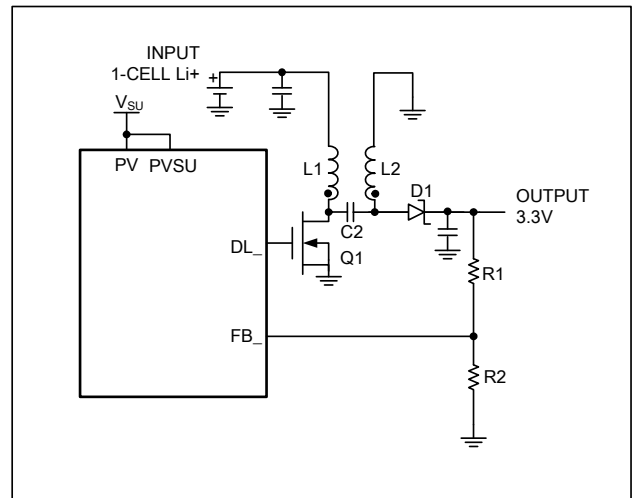 INPUT
1-CELL Li+
+
VSU
PV PVSU
L1
L2
D1
OUTPUT
3.3V
C2
DL_
Q1
R1
FB_
R2